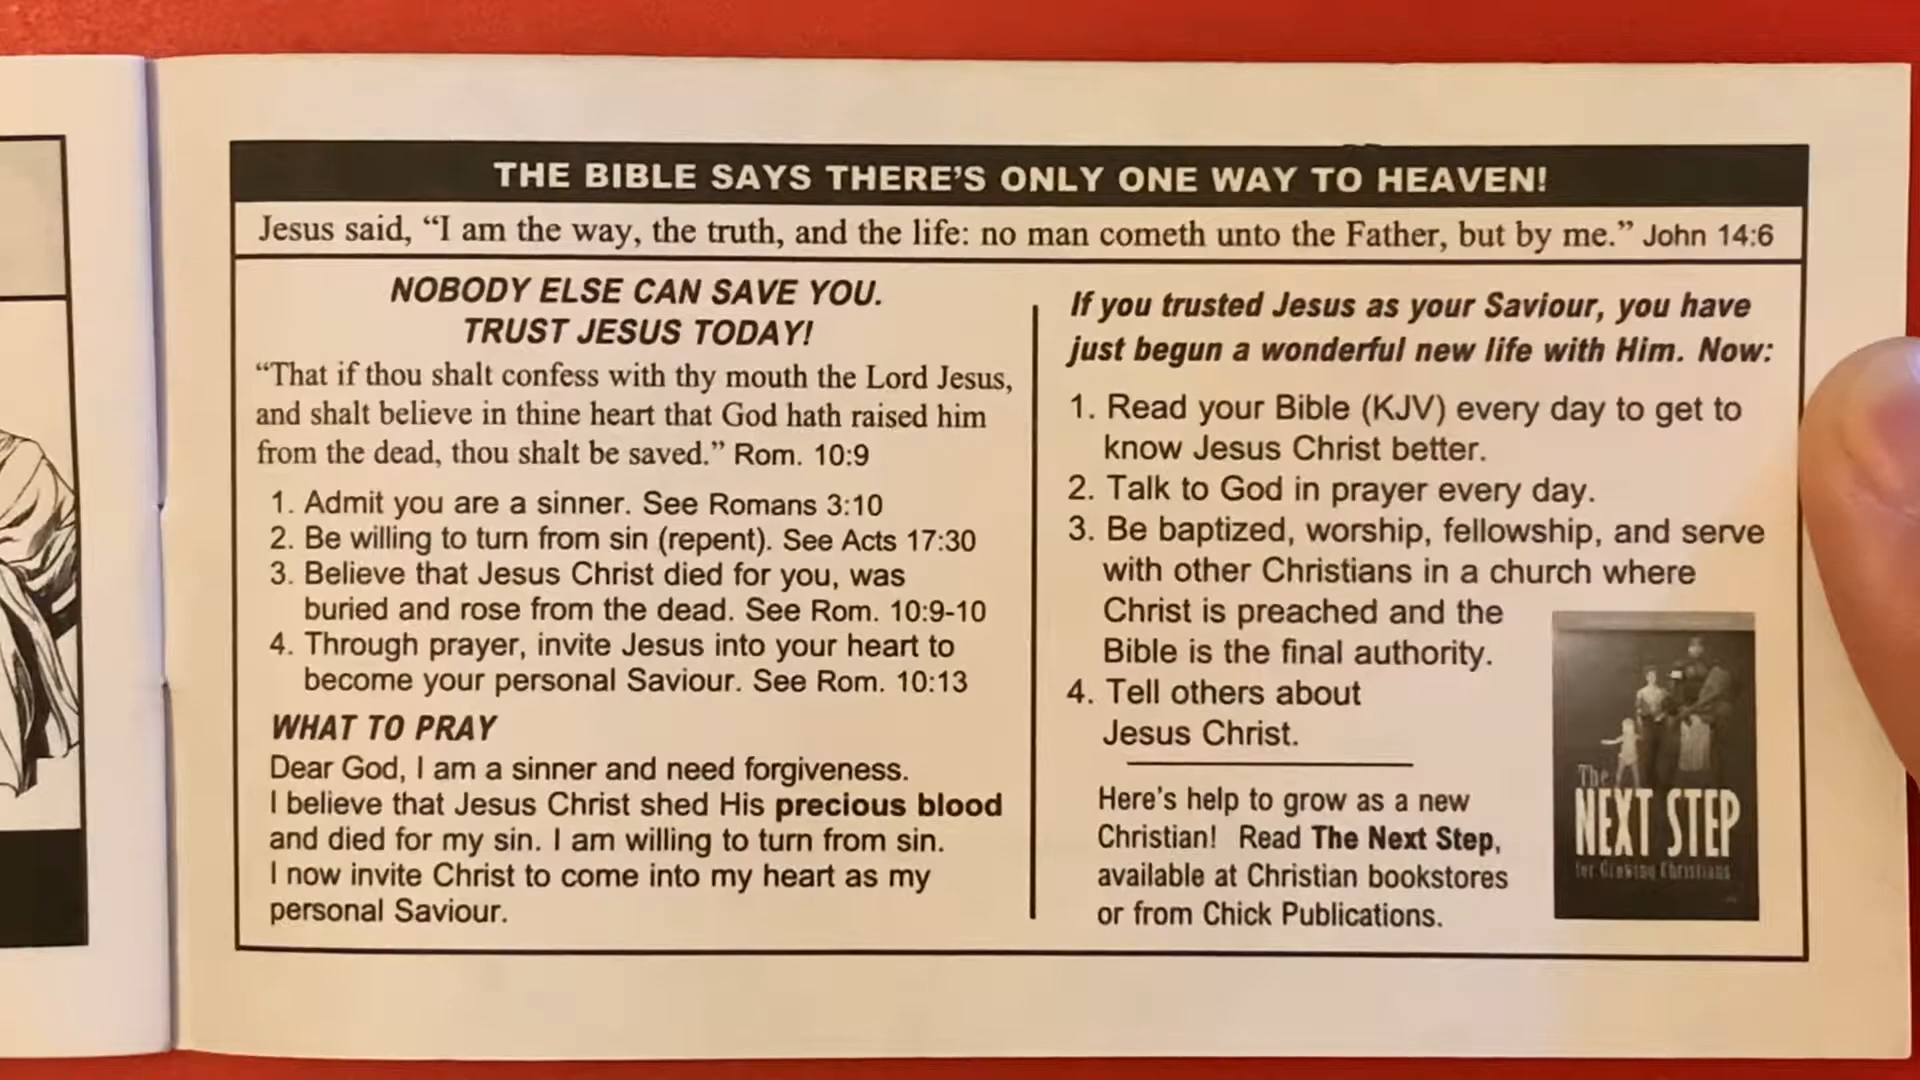 THE BIBLE SAYS THERE'S ONLY ONE WAY TO HEAVEN!
Jesus said, “I am the way, the truth, and the life: no man cometh unto the Father, but by me.” John 14:6
NOBODY ELSE CAN SAVE YOU.
TRUST JESUS TODAY!
“That if thou shalt confess with thy mouth the Lord Jesus,
and shalt believe in thine heart that God hath raised him
from the dead, thou shalt be saved.” Rom. 10:9
1. Admit you are a sinner. See Romans 3:10
2. Be willing to turn from sin (repent). See Acts 17:30
3. Believe that Jesus Christ died for you, was
buried and rose from the dead. See Rom. 10:9-10
4. Through prayer, invite Jesus into your heart to
become your personal Saviour. See Rom. 10:13
WHAT TO PRAY
Dear God, I am a sinner and need forgiveness.
I believe that Jesus Christ shed His precious blood
and died for my sin. I am willing to turn from sin.
I now invite Christ to come into my heart as my
personal Saviour.
If you trusted Jesus as your Saviour, you have
just begun a wonderful new life with Him. Now:
1. Read your Bible (KJV) every day to get to
know Jesus Christ better.
2. Talk to God in prayer every day.
3. Be baptized, worship, fellowship, and serve
with other Christians in a church where
Christ is preached and the
Bible is the final authority.
4. Tell others about
Jesus Christ.
Here's help to grow as a new
Christian! Read The Next Step,
available at Christian bookstores
or from Chick Publications.
The
NEXT STEP
for Growing Christians